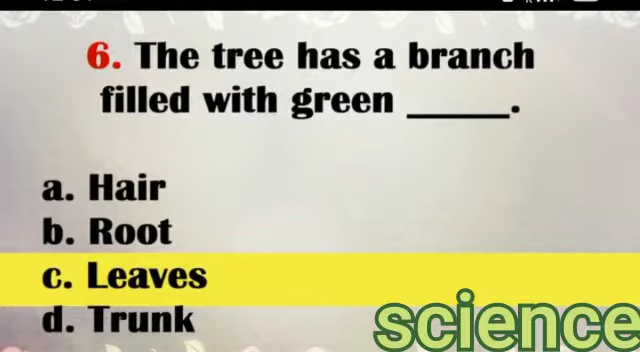 6. The tree has a branch
filled with green _____.
a. Hair
b. Root
c. Leaves
d. Trunk
science